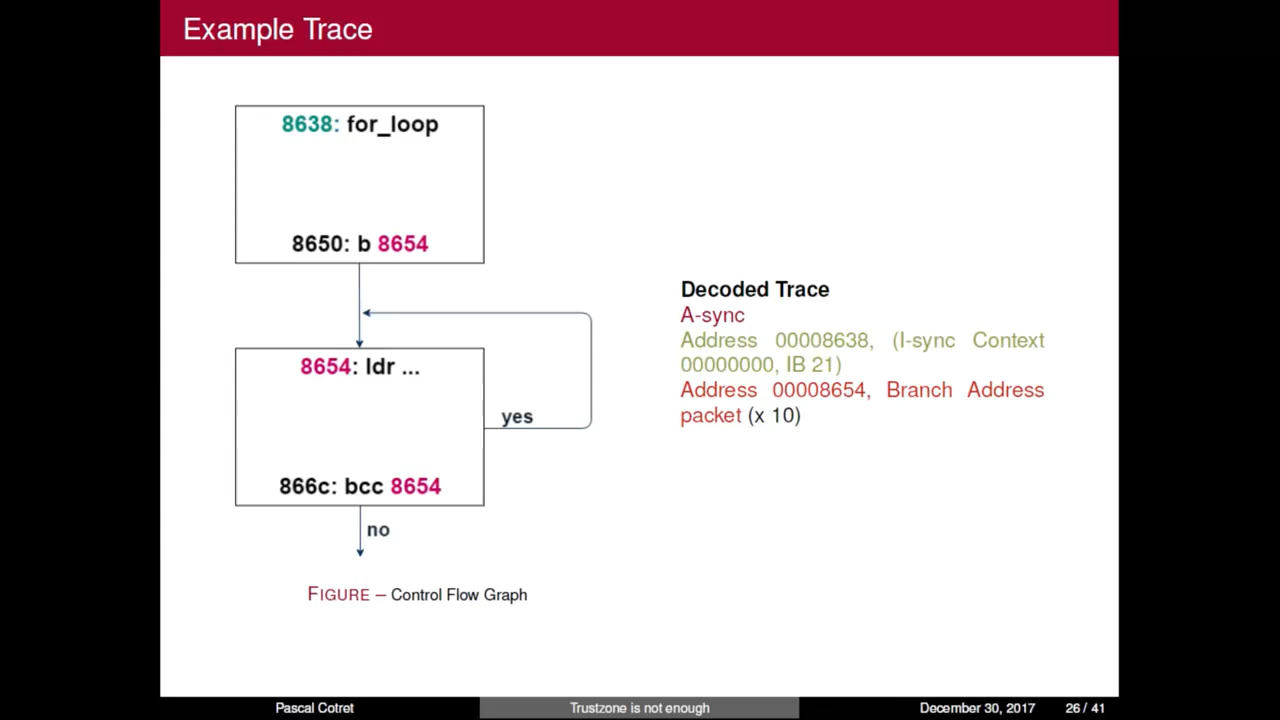 Example Trace
8638: for_loop
8650: b 8654
8654: ldr ...
yes
866c: bcc 8654
no
FIGURE – Control Flow Graph
Decoded Trace
A-sync
Address 00008638, (I-sync Context
00000000, IB 21)
Address 00008654, Branch Address
packet (x 10)
Pascal Cotret
Trustzone is not enough
December 30, 2017 26 / 41